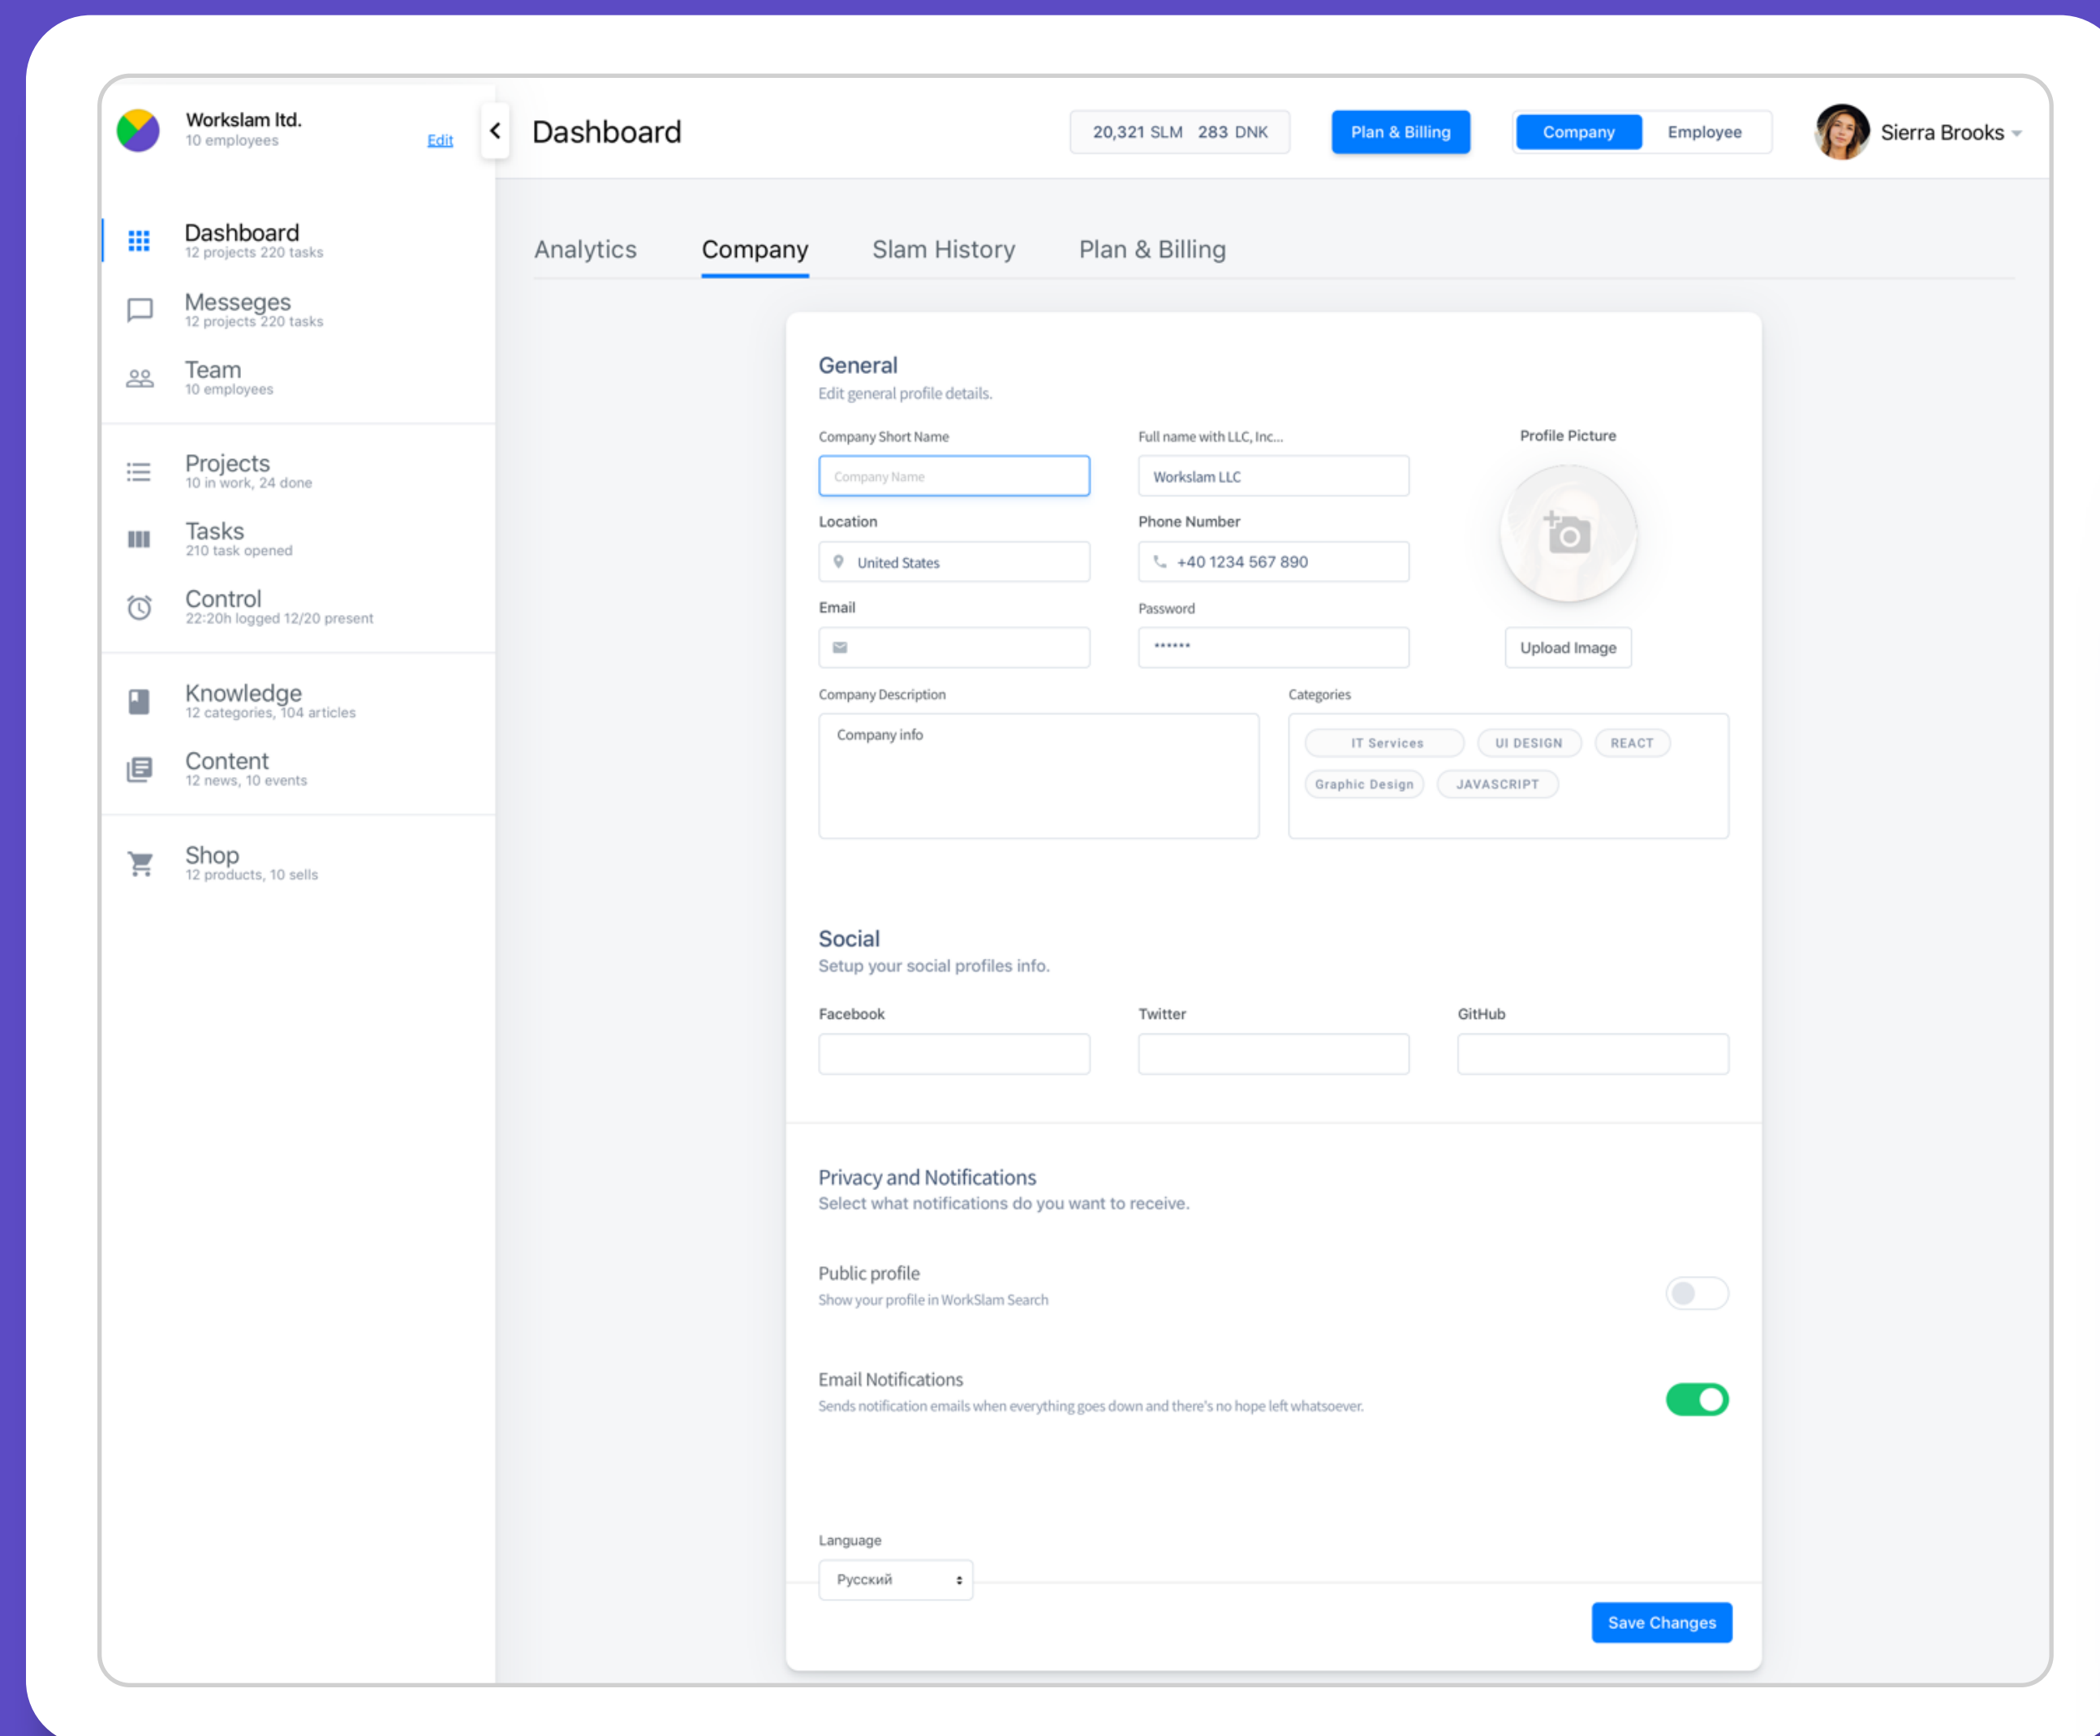 Workslam ltd.
10 employees
Edit
Dashboard
20,321 SLM 283 DNK
Plan & Billing
Company
Employee
Sierra Brooks
Dashboard
12 projects 220 tasks
Messeges
12 projects 220 tasks
Team
10 employees
Projects
10 in work, 24 done
Tasks
210 task opened
Control
22:20h logged 12/20 present
Knowledge
12 categories, 104 articles
Content
12 news, 10 events
Shop
12 products, 10 sells
Analytics
Company
Slam History
Plan & Billing
General
Edit general profile details.
Company Short Name
Full name with LLC, Inc...
Profile Picture
Company Name
Workslam LLC
Location
Phone Number
United States
+40 1234 567 890
Email
Password
••••••
Upload Image
Company Description
Categories
Company info
IT Services
UI DESIGN
REACT
Graphic Design
JAVASCRIPT
Social
Setup your social profiles info.
Facebook
Twitter
GitHub
Privacy and Notifications
Select what notifications do you want to receive.
Public profile
Show your profile in WorkSlam Search
Email Notifications
Sends notification emails when everything goes down and there's no hope left whatsoever.
Language
Русский
Save Changes